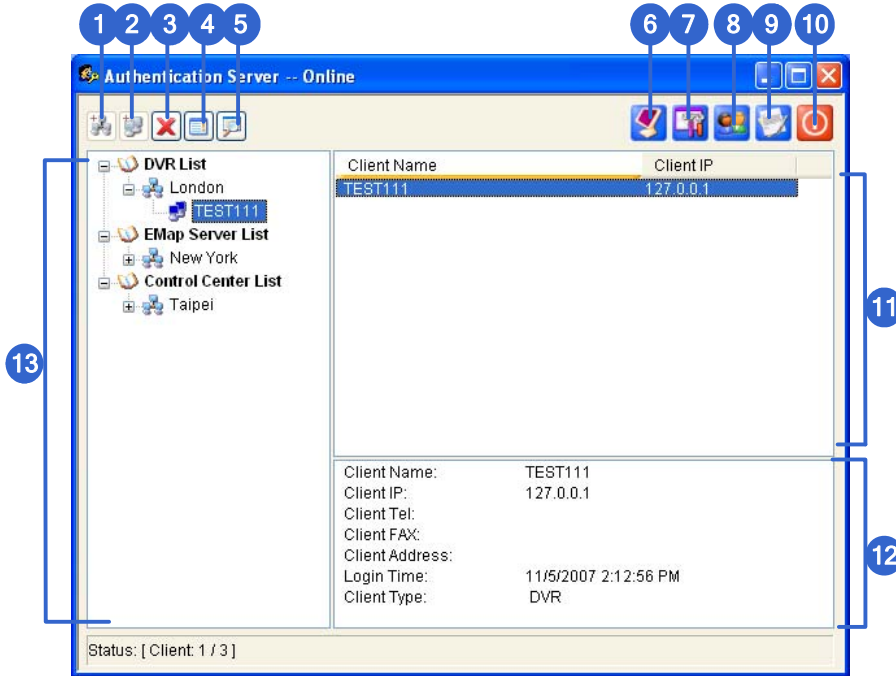 1 2 3 4 5 6 7 8 9 10
Authentication Server -- Online
DVR List
London
TEST111
EMap Server List
New York
Control Center List
Taipei
13
Client Name Client IP
TEST111 127.0.0.1
11
Client Name: TEST111
Client IP: 127.0.0.1
Client Tel:
Client FAX:
Client Address:
Login Time: 11/5/2007 2:12:56 PM
Client Type: DVR
12
Status: [ Client: 1 / 3 ]